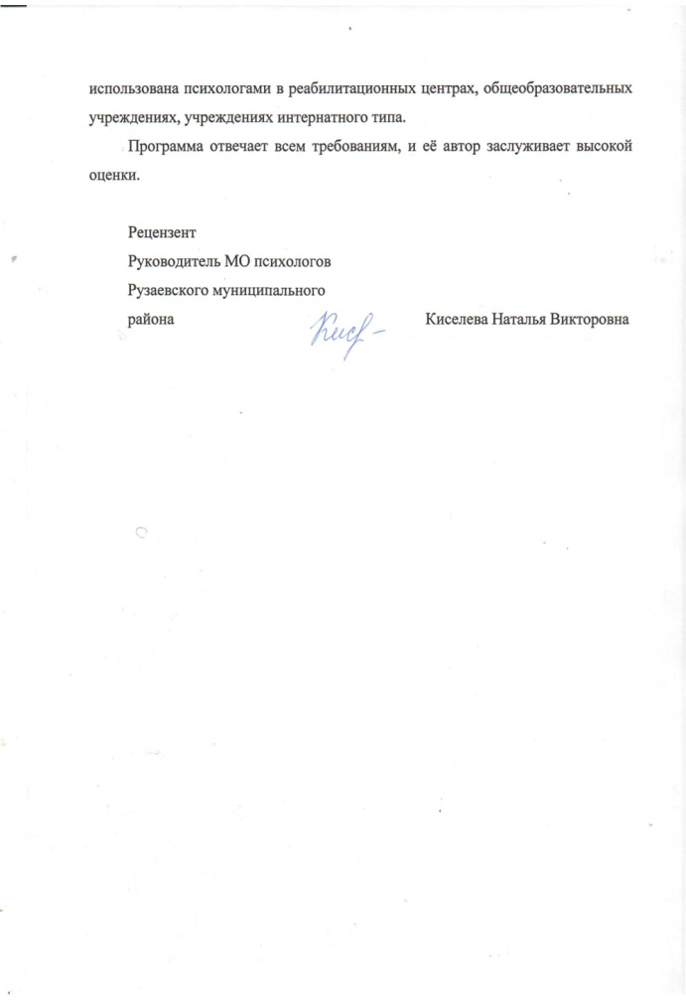 использована психологами в реабилитационных центрах, общеобразовательных
учреждениях, учреждениях интернатного типа.
Программа отвечает всем требованиям, и её автор заслуживает высокой
оценки.
Рецензент
Руководитель МО психологов
Рузаевского муниципального
района Кис Киселева Наталья Викторовна